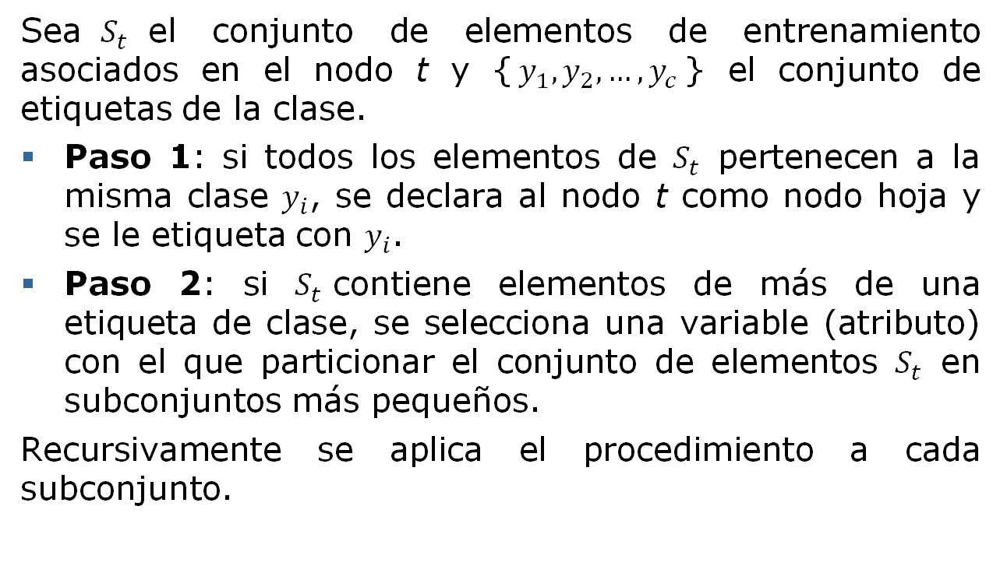 Sea S_t el conjunto de elementos de entrenamiento
asociados en el nodo t y { y_1, y_2, ... , y_c } el conjunto de
etiquetas de la clase.
▪ Paso 1: si todos los elementos de S_t pertenecen a la
misma clase y_i, se declara al nodo t como nodo hoja y
se le etiqueta con y_i.
▪ Paso 2: si S_t contiene elementos de más de una
etiqueta de clase, se selecciona una variable (atributo)
con el que particionar el conjunto de elementos S_t en
subconjuntos más pequeños.
Recursivamente se aplica el procedimiento a cada
subconjunto.